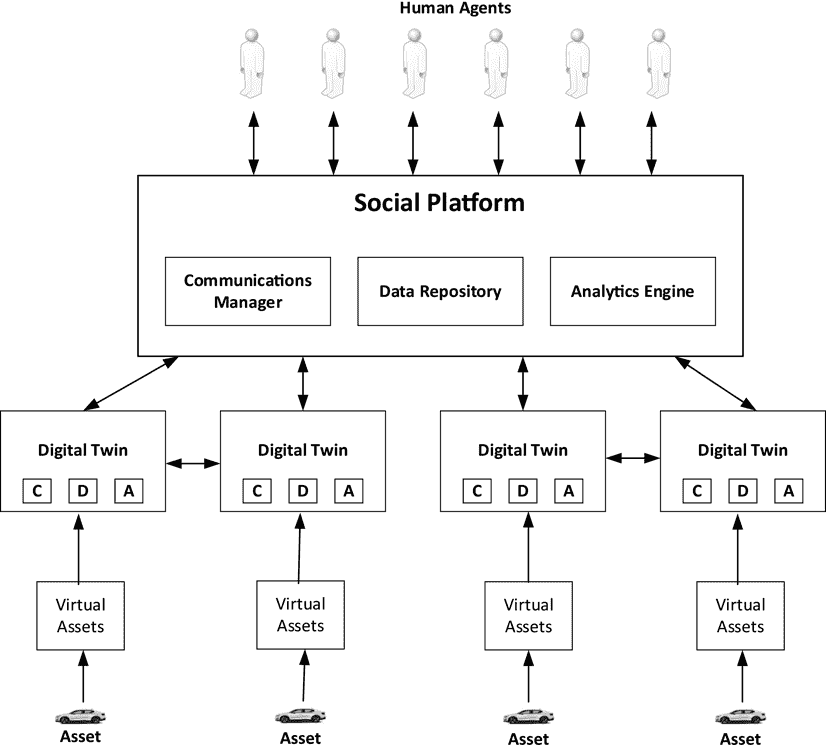 Human Agents
Social Platform
Communications
Manager
Data Repository
Analytics Engine
Digital Twin
C D A
Digital Twin
C D A
Digital Twin
C D A
Digital Twin
C D A
Virtual
Assets
Virtual
Assets
Virtual
Assets
Virtual
Assets
Asset
Asset
Asset
Asset